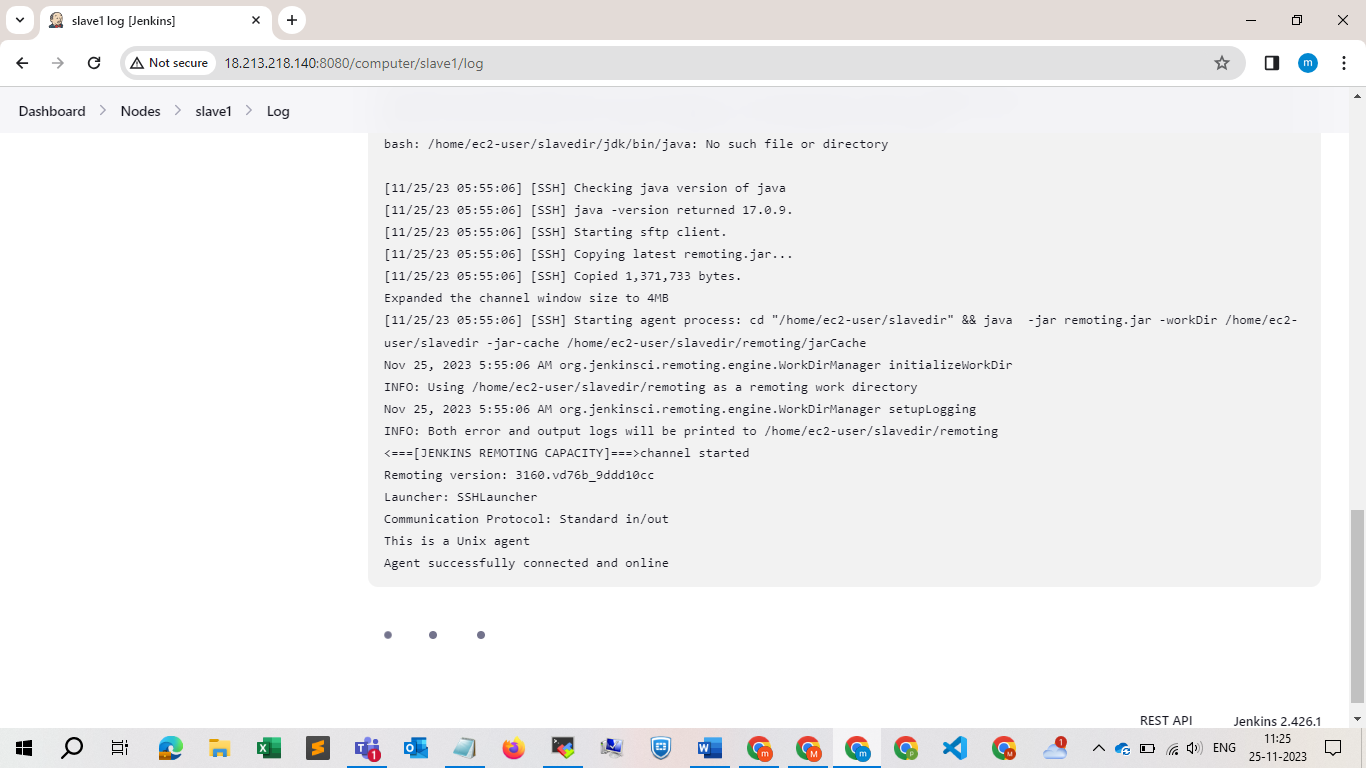 slave1 log [Jenkins]
Not secure
18.213.218.140:8080/computer/slave1/log
m
Dashboard
Nodes
slave1
Log
bash: /home/ec2-user/slavedir/jdk/bin/java: No such file or directory
[11/25/23 05:55:06] [SSH] Checking java version of java
[11/25/23 05:55:06] [SSH] java -version returned 17.0.9.
[11/25/23 05:55:06] [SSH] Starting sftp client.
[11/25/23 05:55:06] [SSH] Copying latest remoting.jar...
[11/25/23 05:55:06] [SSH] Copied 1,371,733 bytes.
Expanded the channel window size to 4MB
[11/25/23 05:55:06] [SSH] Starting agent process: cd "/home/ec2-user/slavedir" && java  -jar remoting.jar -workDir /home/ec2-
user/slavedir -jar-cache /home/ec2-user/slavedir/remoting/jarCache
Nov 25, 2023 5:55:06 AM org.jenkinsci.remoting.engine.WorkDirManager initializeWorkDir
INFO: Using /home/ec2-user/slavedir/remoting as a remoting work directory
Nov 25, 2023 5:55:06 AM org.jenkinsci.remoting.engine.WorkDirManager setupLogging
INFO: Both error and output logs will be printed to /home/ec2-user/slavedir/remoting
<===[JENKINS REMOTING CAPACITY]===>channel started
Remoting version: 3160.vd76b_9ddd10cc
Launcher: SSHLauncher
Communication Protocol: Standard in/out
This is a Unix agent
Agent successfully connected and online
REST API
Jenkins 2.426.1
ENG
11:25
25-11-2023